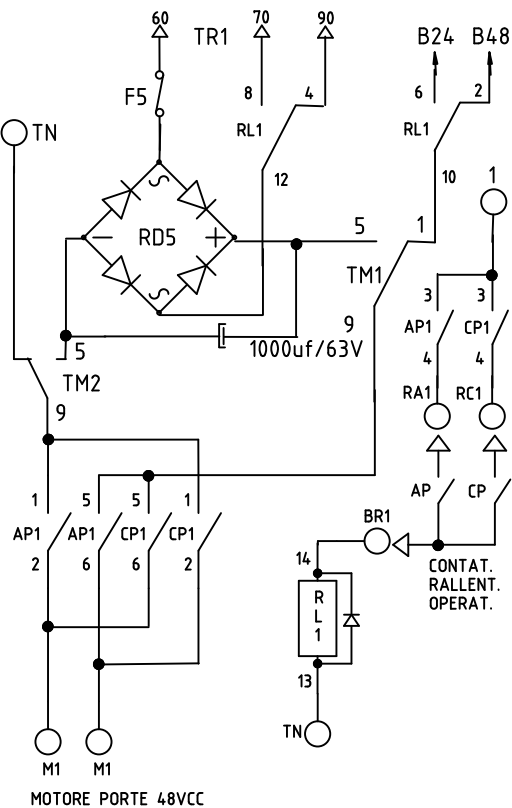 60 70 90
TR1
B24 B48
F5
8 4
6 2
RL1
RL1
TN
12
10
1
RD5
5 1
TM1
3 3
9
AP1 CP1
1000uf/63V
4 4
5
TM2
RA1 RC1
9
AP CP
1 5 5 1
BR1
AP1 AP1 CP1 CP1
14
2 6 6 2
CONTAT.
RALLENT.
OPERAT.
RL1
13
TN
M1 M1
MOTORE PORTE 48VCC